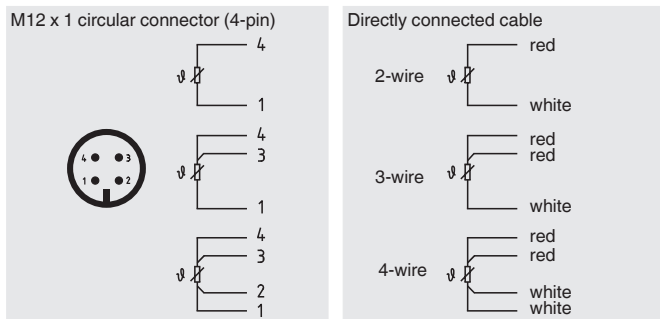 M12 x 1 circular connector (4-pin)
4
ϑ
1
4
3
ϑ
1
4
3
ϑ
2
1
4 3
1 2
Directly connected cable
2-wire
ϑ
red
white
3-wire
ϑ
red
red
white
4-wire
ϑ
red
red
white
white